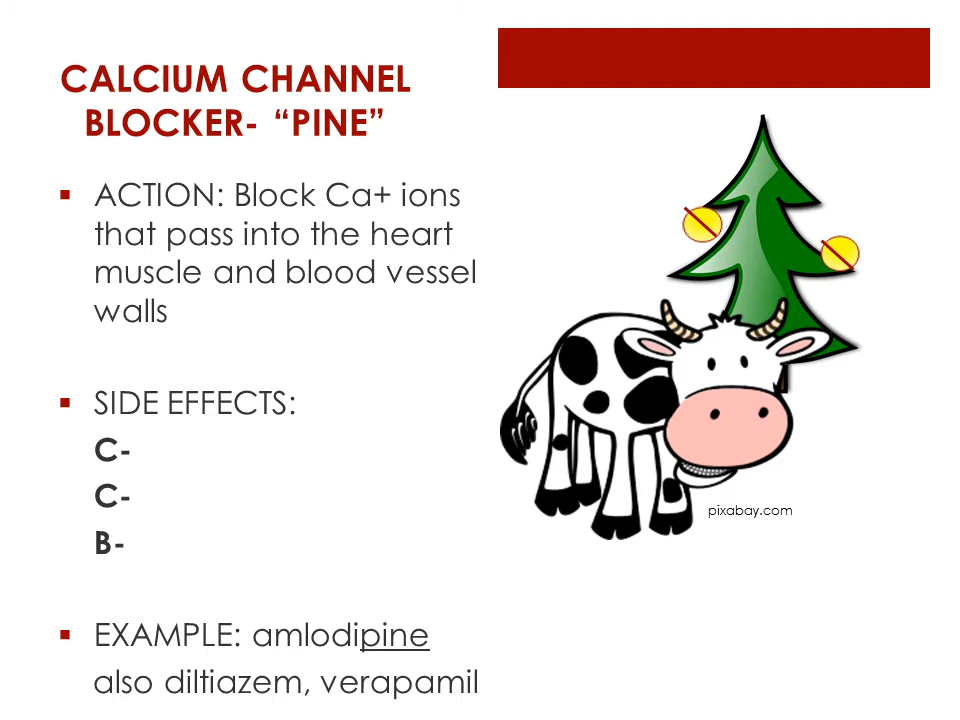 CALCIUM CHANNEL
BLOCKER- “PINE”
▪ ACTION: Block Ca+ ions
that pass into the heart
muscle and blood vessel
walls
▪ SIDE EFFECTS:
C-
C-
B-
▪ EXAMPLE: amlodipine
also diltiazem, verapamil
pixabay.com